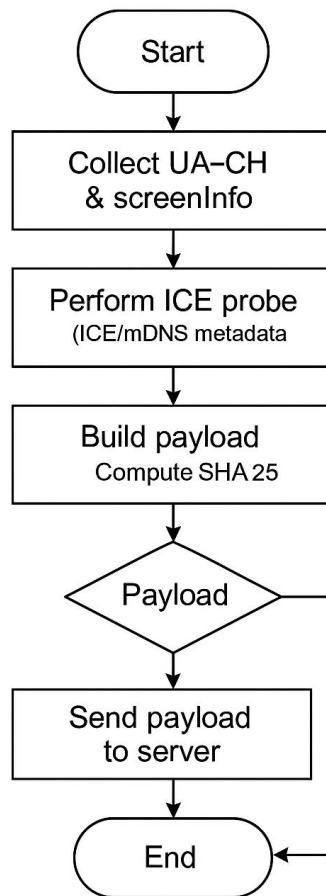 Start
Collect UA–CH
& screenInfo
Perform ICE probe
(ICE/mDNS metadata
Build payload
Compute SHA 25
Payload
Send payload
to server
End